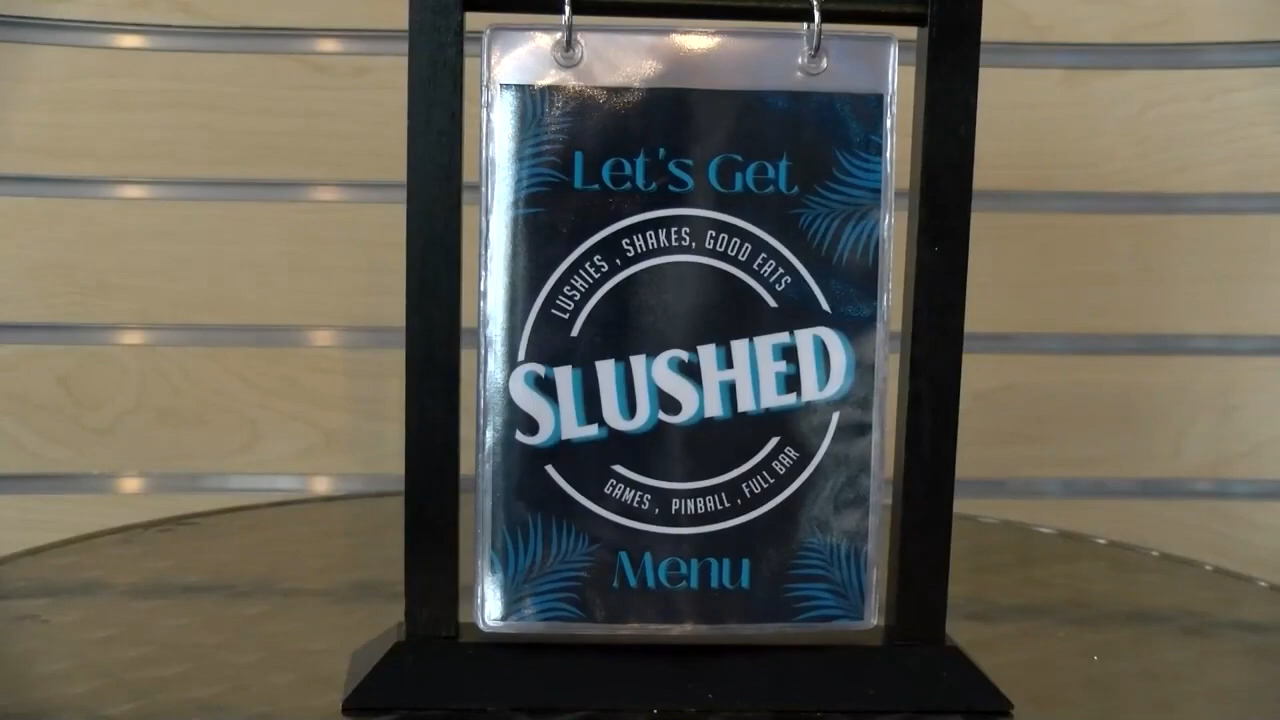 Let's Get
LUSHIES , SHAKES, GOOD EATS
SLUSHED
GAMES , PINBALL , FULL BAR
Menu